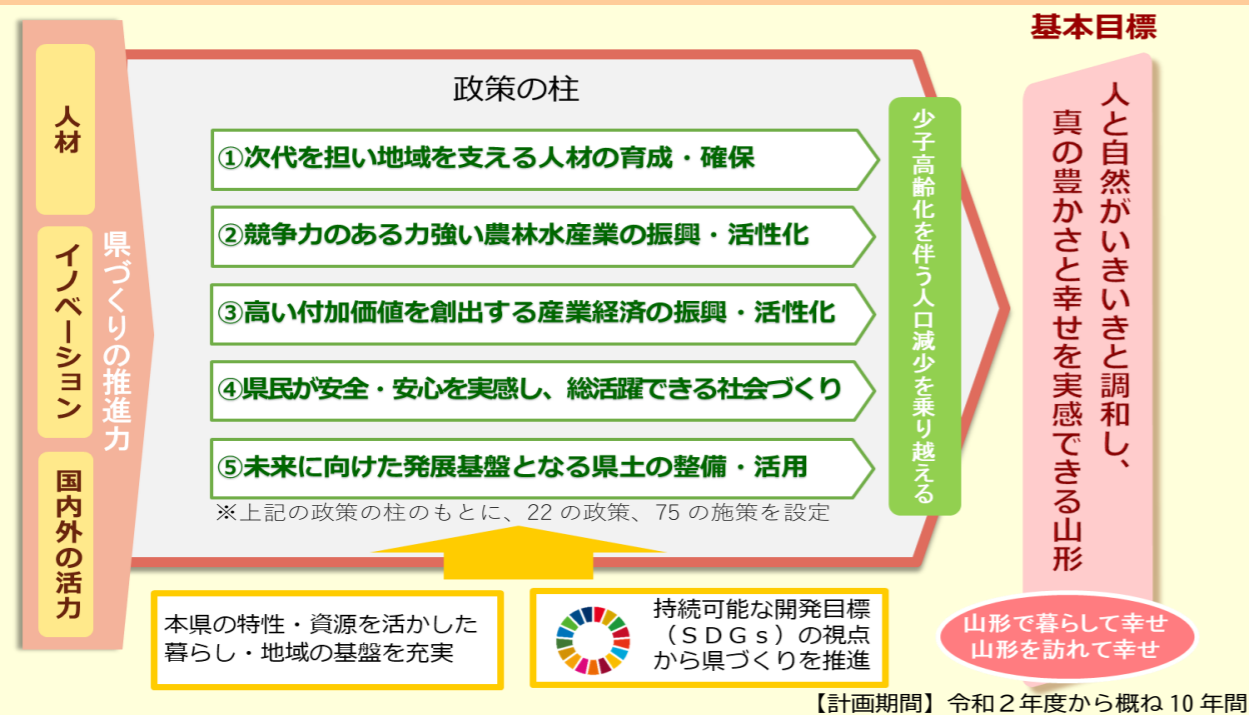 人材
イノベーション
国内外の活力
県づくりの推進力
政策の柱
①次代を担い地域を支える人材の育成・確保
②競争力のある力強い農林水産業の振興・活性化
③高い付加価値を創出する産業経済の振興・活性化
④県民が安全・安心を実感し、総活躍できる社会づくり
⑤未来に向けた発展基盤となる県土の整備・活用
※上記の政策の柱のもとに、22 の政策、75 の施策を設定
少子高齢化を伴う人口減少を乗り越える
本県の特性・資源を活かした
暮らし・地域の基盤を充実
持続可能な開発目標
（ＳＤＧｓ）の視点
から県づくりを推進
基本目標
人と自然がいきいきと調和し、
真の豊かさと幸せを実感できる山形
山形で暮らして幸せ
山形を訪れて幸せ
【計画期間】令和２年度から概ね 10 年間